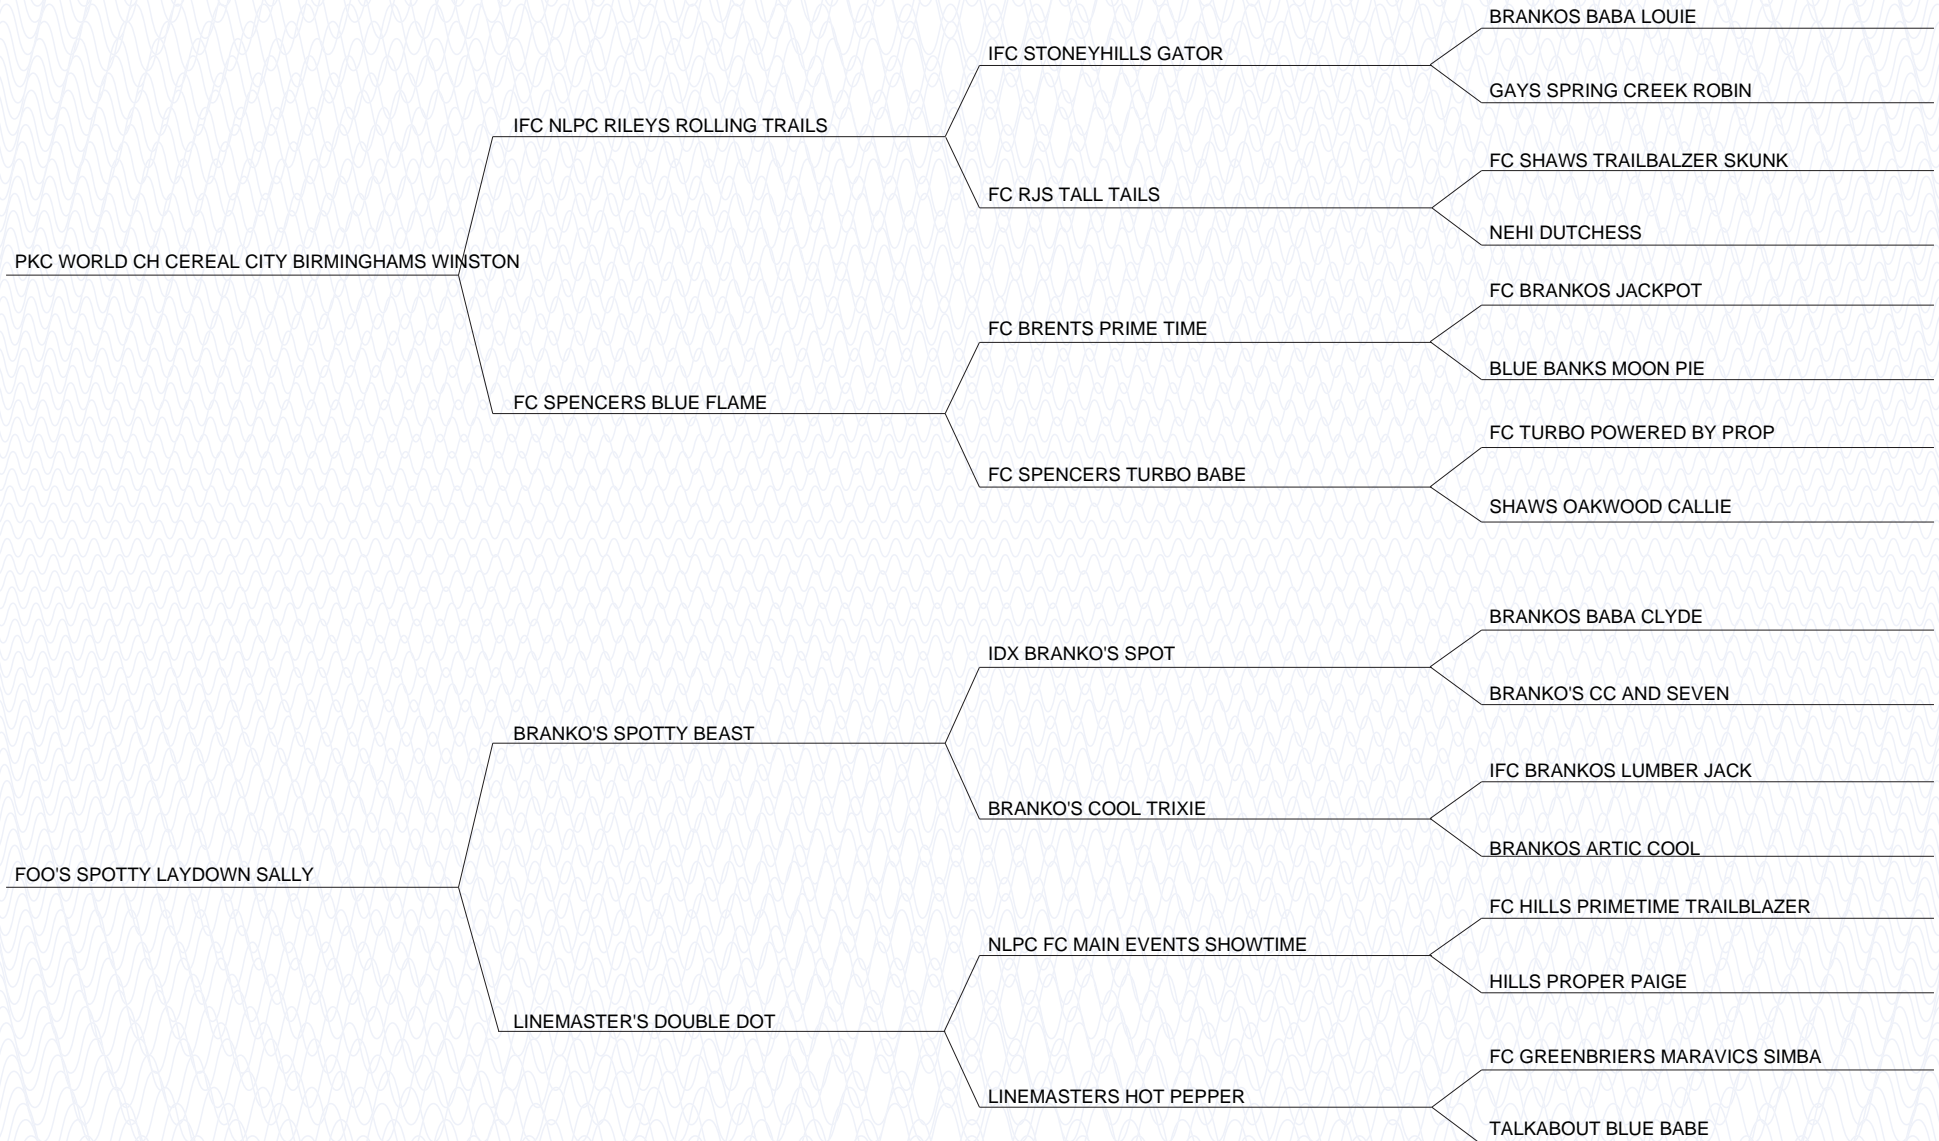 BRANKOS BABA LOUIE
IFC STONEYHILLS GATOR
GAYS SPRING CREEK ROBIN
IFC NLPC RILEYS ROLLING TRAILS
FC SHAWS TRAILBALZER SKUNK
FC RJS TALL TAILS
NEHI DUTCHESS
PKC WORLD CH CEREAL CITY BIRMINGHAMS WINSTON
FC BRANKOS JACKPOT
FC BRENTS PRIME TIME
BLUE BANKS MOON PIE
FC SPENCERS BLUE FLAME
FC TURBO POWERED BY PROP
FC SPENCERS TURBO BABE
SHAWS OAKWOOD CALLIE
BRANKOS BABA CLYDE
IDX BRANKO'S SPOT
BRANKO'S CC AND SEVEN
BRANKO'S SPOTTY BEAST
IFC BRANKOS LUMBER JACK
BRANKO'S COOL TRIXIE
BRANKOS ARTIC COOL
FOO'S SPOTTY LAYDOWN SALLY
FC HILLS PRIMETIME TRAILBLAZER
NLPC FC MAIN EVENTS SHOWTIME
HILLS PROPER PAIGE
LINEMASTER'S DOUBLE DOT
FC GREENBRIERS MARAVICS SIMBA
LINEMASTERS HOT PEPPER
TALKABOUT BLUE BABE